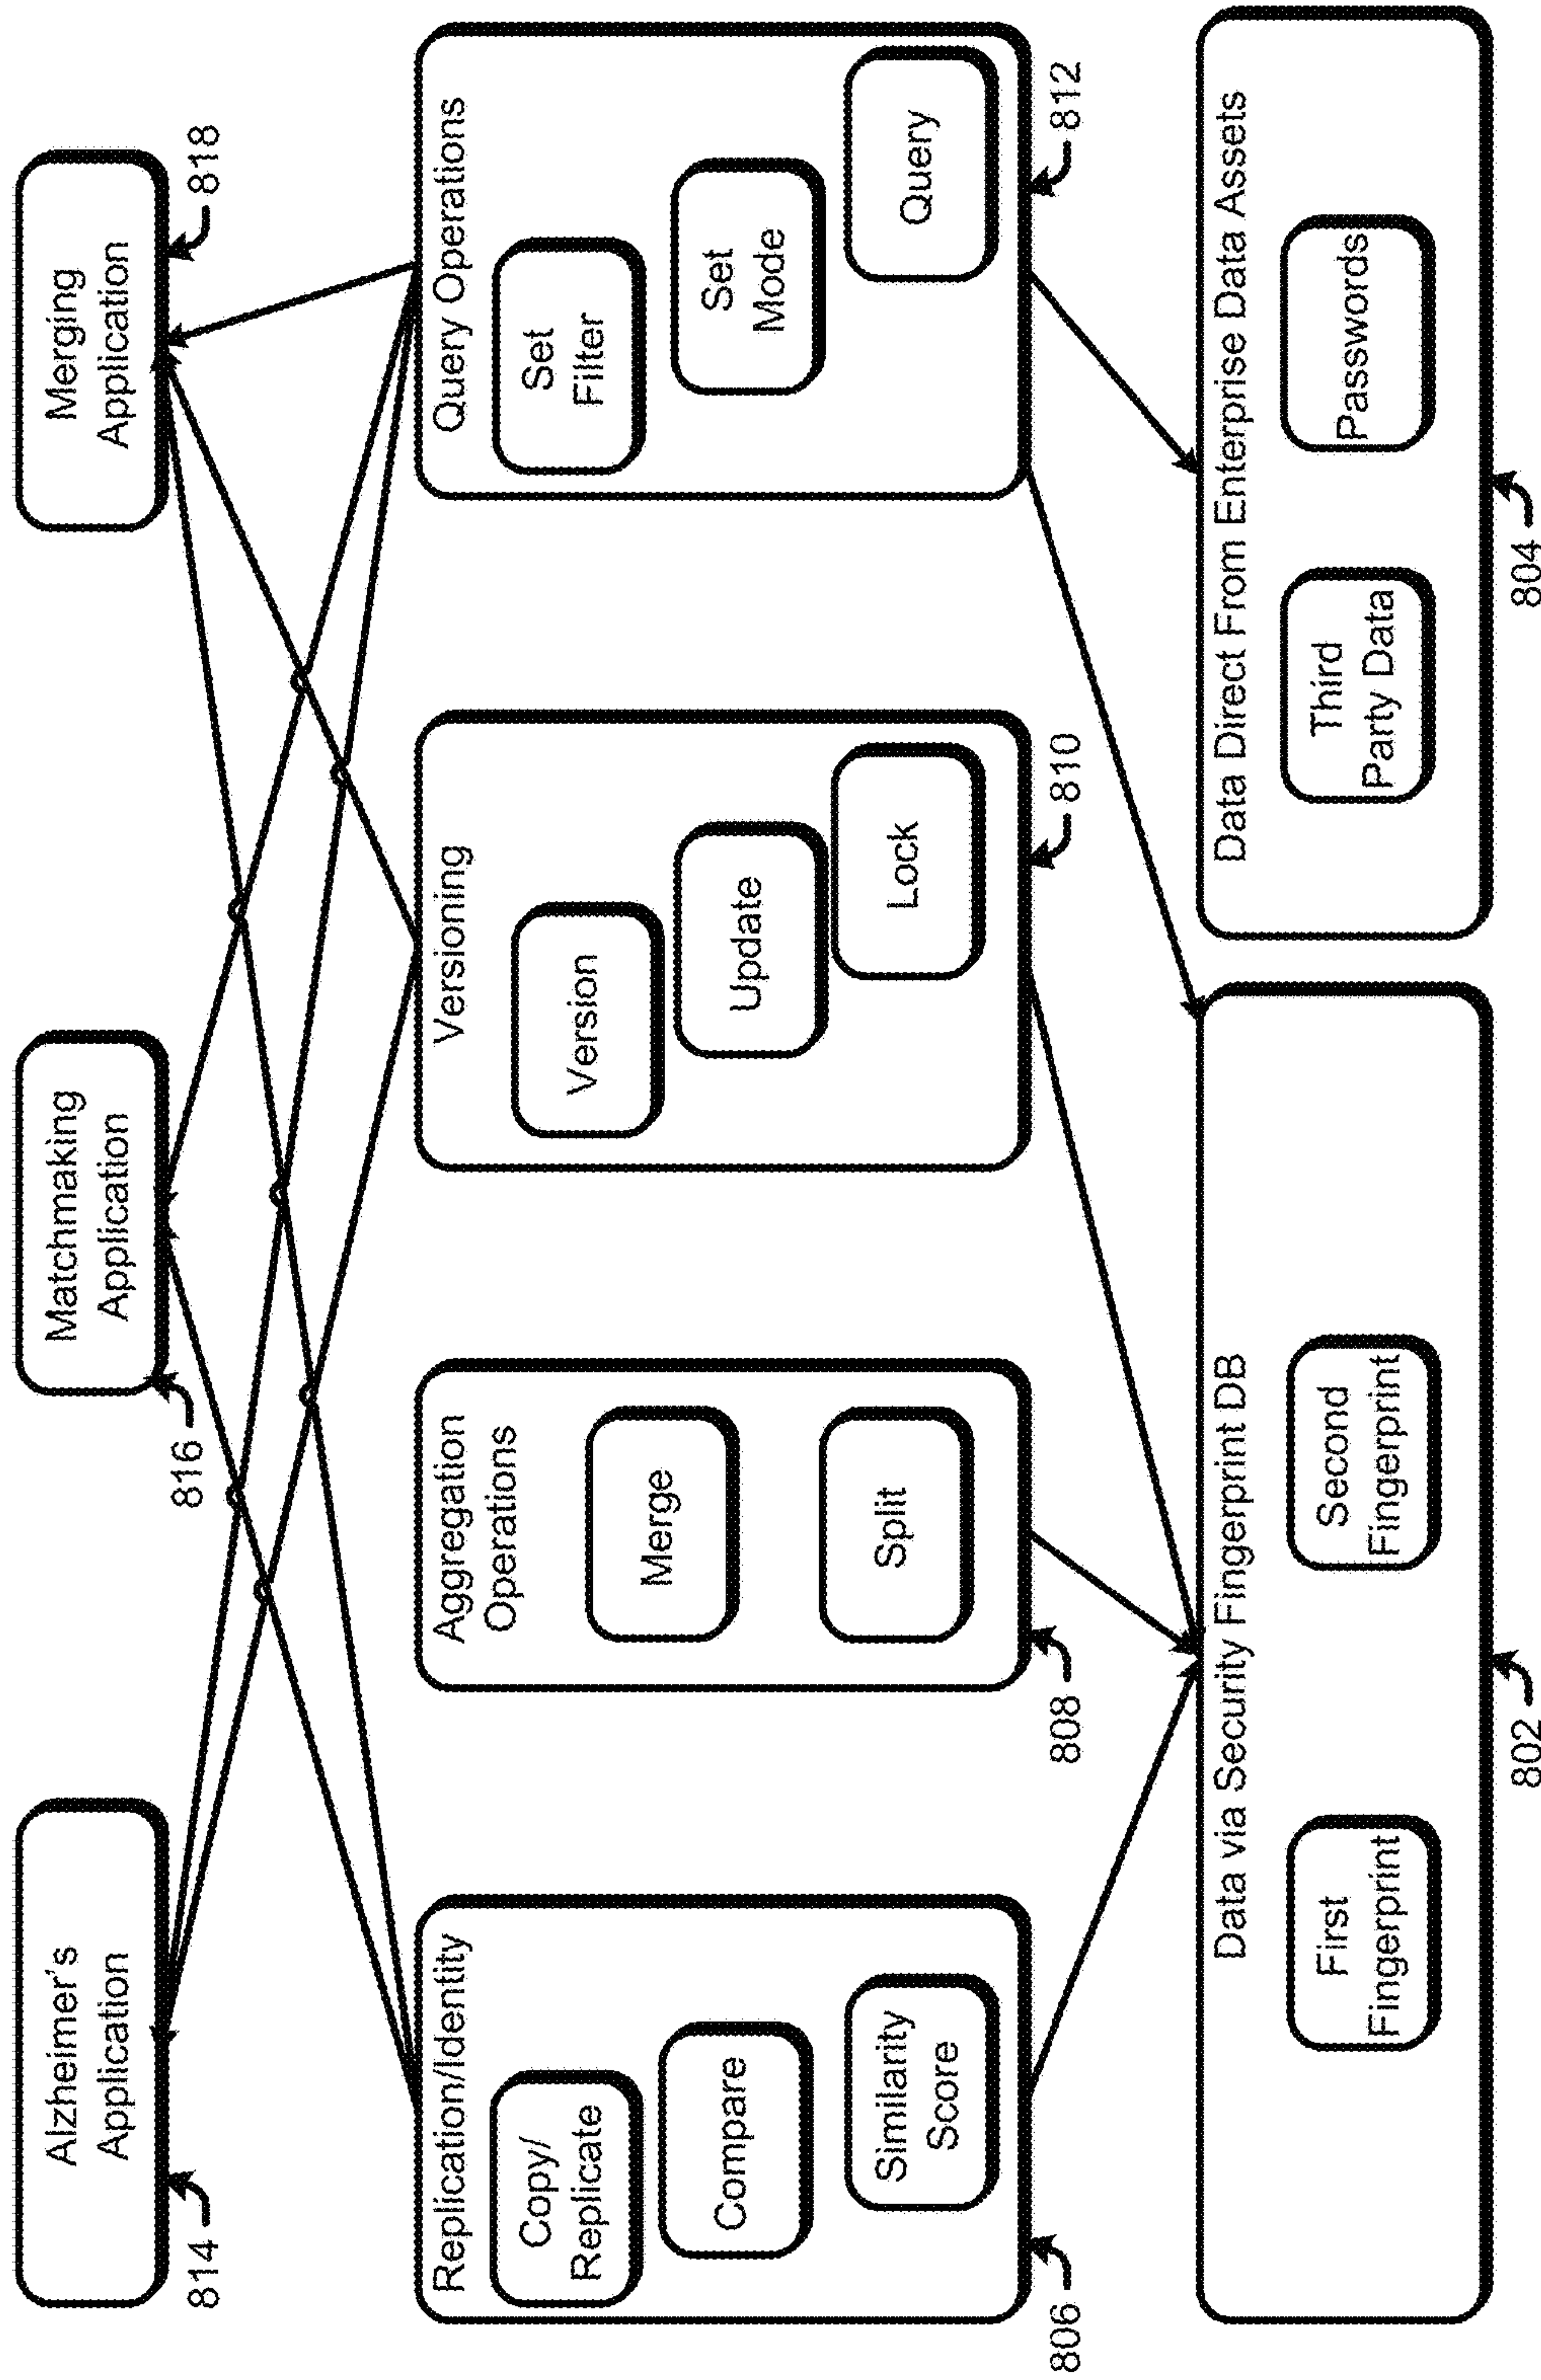 Alzheimer's
Application
814
Matchmaking
Application
816
Merging
Application
818
Replication/Identity
Copy/
Replicate
Compare
Similarity
Score
806
Aggregation
Operations
Merge
Split
808
Versioning
Version
Update
Lock
810
Query Operations
Set
Filter
Set
Mode
Query
812
Data via Security Fingerprint DB
First
Fingerprint
Second
Fingerprint
802
Data Direct From Enterprise Data Assets
Third
Party Data
Passwords
804